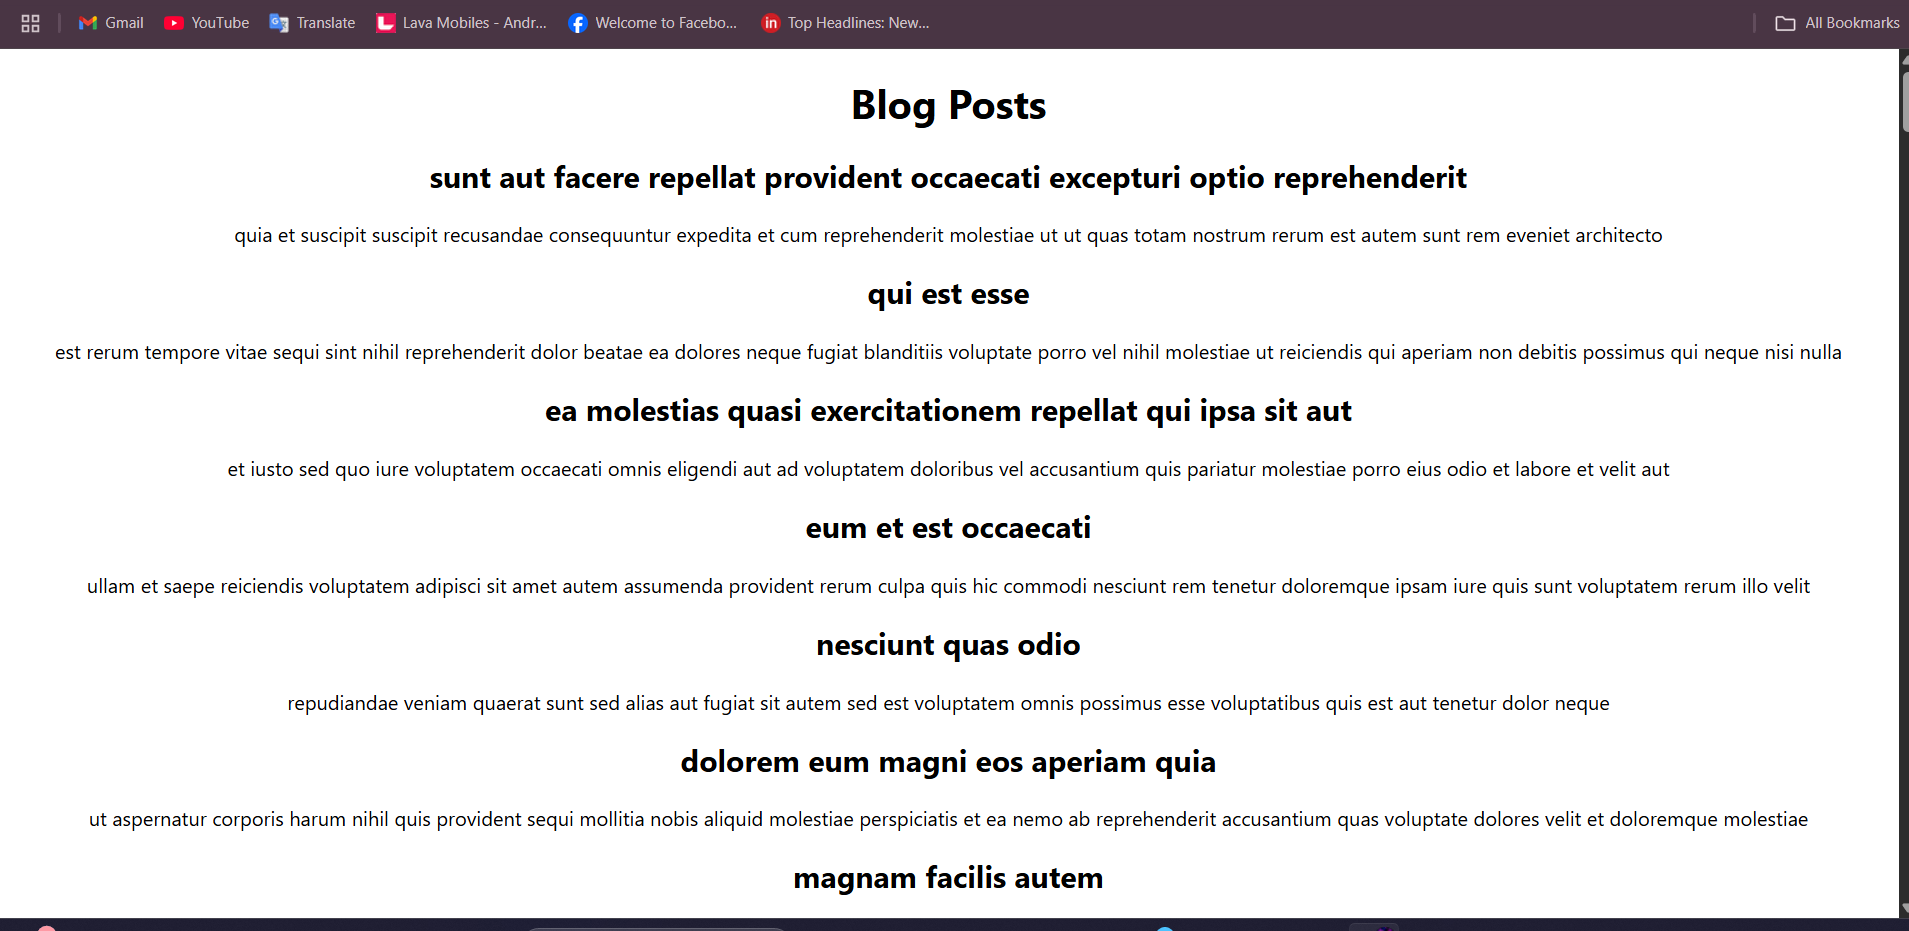 Gmail YouTube Translate Lava Mobiles - Andr... Welcome to Facebo... Top Headlines: New... All Bookmarks
Blog Posts
sunt aut facere repellat provident occaecati excepturi optio reprehenderit
quia et suscipit suscipit recusandae consequuntur expedita et cum reprehenderit molestiae ut ut quas totam nostrum rerum est autem sunt rem eveniet architecto
qui est esse
est rerum tempore vitae sequi sint nihil reprehenderit dolor beatae ea dolores neque fugiat blanditiis voluptate porro vel nihil molestiae ut reiciendis qui aperiam non debitis possimus qui neque nisi nulla
ea molestias quasi exercitationem repellat qui ipsa sit aut
et iusto sed quo iure voluptatem occaecati omnis eligendi aut ad voluptatem doloribus vel accusantium quis pariatur molestiae porro eius odio et labore et velit aut
eum et est occaecati
ullam et saepe reiciendis voluptatem adipisci sit amet autem assumenda provident rerum culpa quis hic commodi nesciunt rem tenetur doloremque ipsam iure quis sunt voluptatem rerum illo velit
nesciunt quas odio
repudiandae veniam quaerat sunt sed alias aut fugiat sit autem sed est voluptatem omnis possimus esse voluptatibus quis est aut tenetur dolor neque
dolorem eum magni eos aperiam quia
ut aspernatur corporis harum nihil quis provident sequi mollitia nobis aliquid molestiae perspiciatis et ea nemo ab reprehenderit accusantium quas voluptate dolores velit et doloremque molestiae
magnam facilis autem